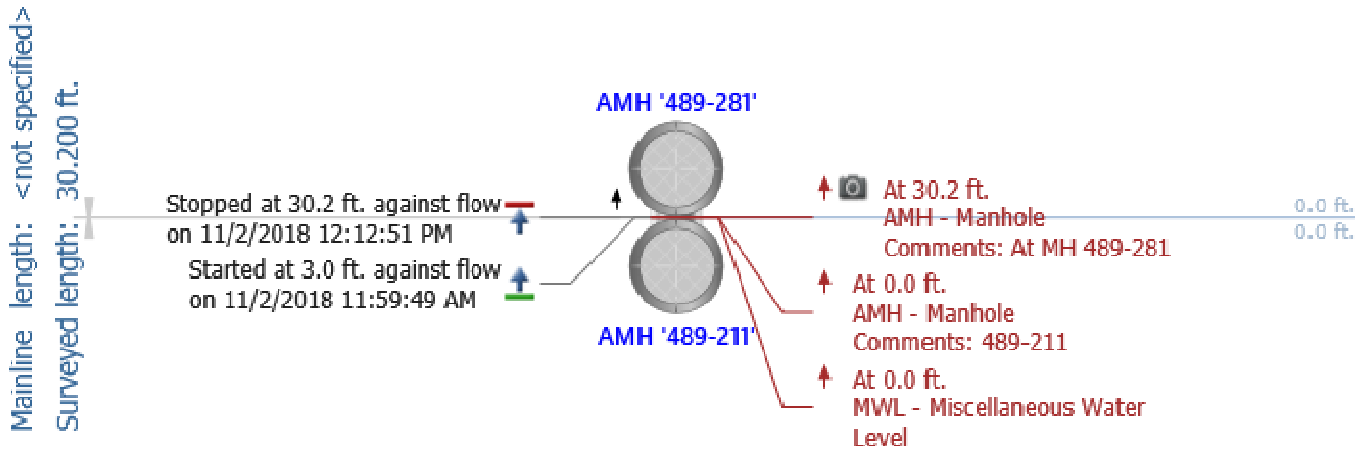 Mainline length: <not specified>
Surveyed length: 30.200 ft.
AMH '489-281'
Stopped at 30.2 ft. against flow
on 11/2/2018 12:12:51 PM
Started at 3.0 ft. against flow
on 11/2/2018 11:59:49 AM
AMH '489-211'
At 30.2 ft.
AMH - Manhole
Comments: At MH 489-281
At 0.0 ft.
AMH - Manhole
Comments: 489-211
At 0.0 ft.
MWL - Miscellaneous Water
Level
0.0 ft.
0.0 ft.